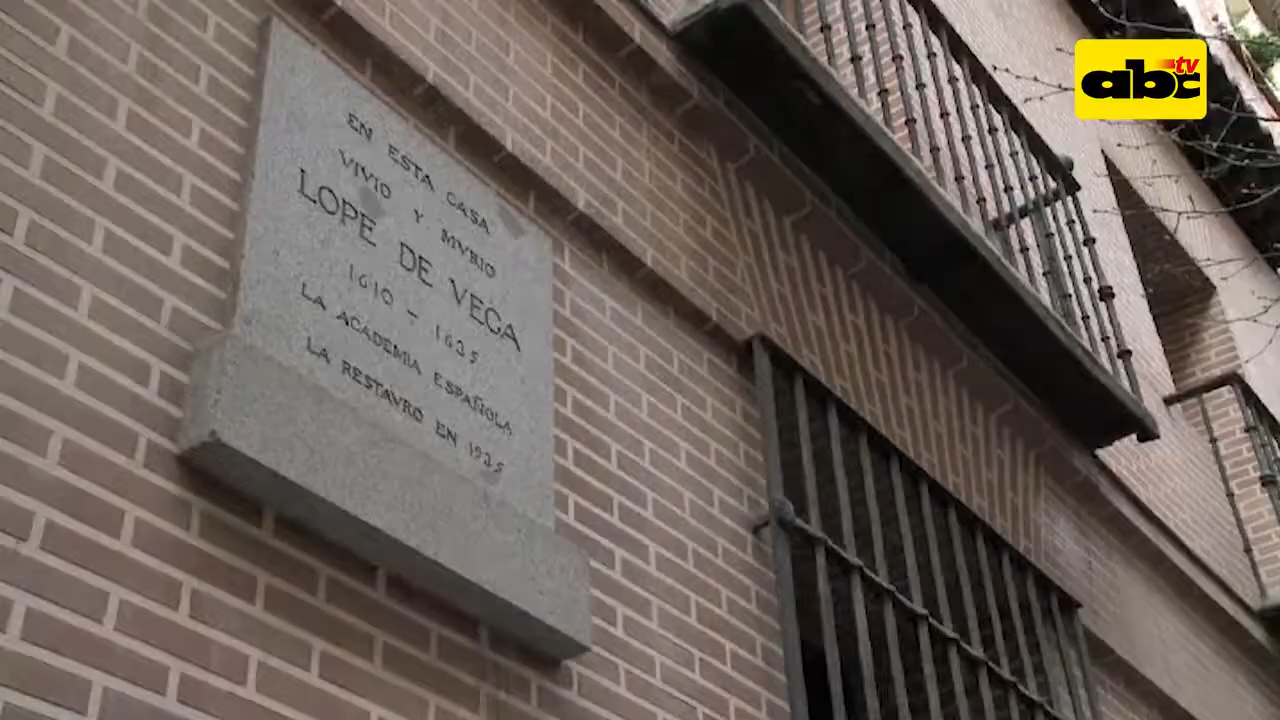 EN ESTA CASA
VIVIO Y MVRIO
LOPE DE VEGA
1610 - 1635
LA ACADEMIA ESPAÑOLA
LA RESTAVRO EN 1935
abc tv